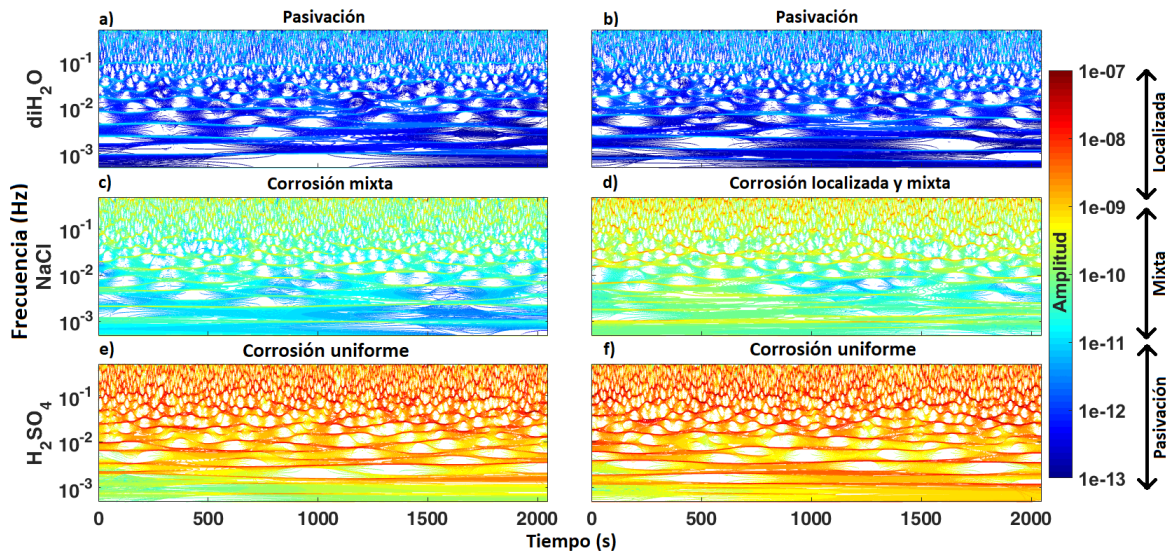 a) Pasivación
b) Pasivación
diH₂O
10⁻¹
10⁻²
10⁻³
c) Corrosión mixta
d) Corrosión localizada y mixta
Frecuencia (Hz)
NaCl
10⁻¹
10⁻²
10⁻³
e) Corrosión uniforme
f) Corrosión uniforme
H₂SO₄
10⁻¹
10⁻²
10⁻³
0 500 1000 1500 2000
0 500 1000 1500 2000
Tiempo (s)
Amplitud
1e-07
1e-08
1e-09
1e-10
1e-11
1e-12
1e-13
Localizada
Mixta
Pasivación